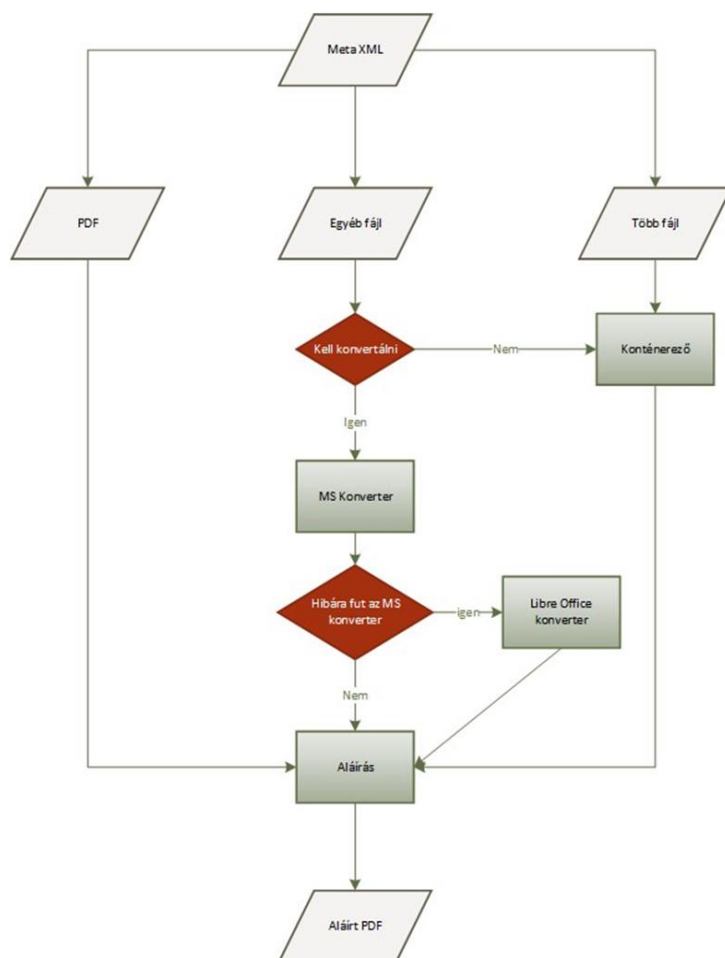 Meta XML
PDF
Egyéb fájl
Több fájl
Kell konvertálni
Nem
Konténerező
Igen
MS Konverter
Hibára fut az MS
konverter
igen
Libre Office
konverter
Nem
Aláírás
Aláírt PDF